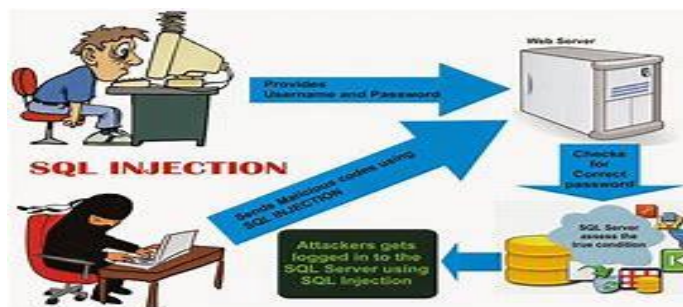 Web Server
Provides
Username and Password
SQL INJECTION
Sends Malicious codes using
SQL INJECTION
Checks
for
Correct
password
SQL Server
assess the
true condition
Attackers gets
logged in to the
SQL Server using
SQL Injection